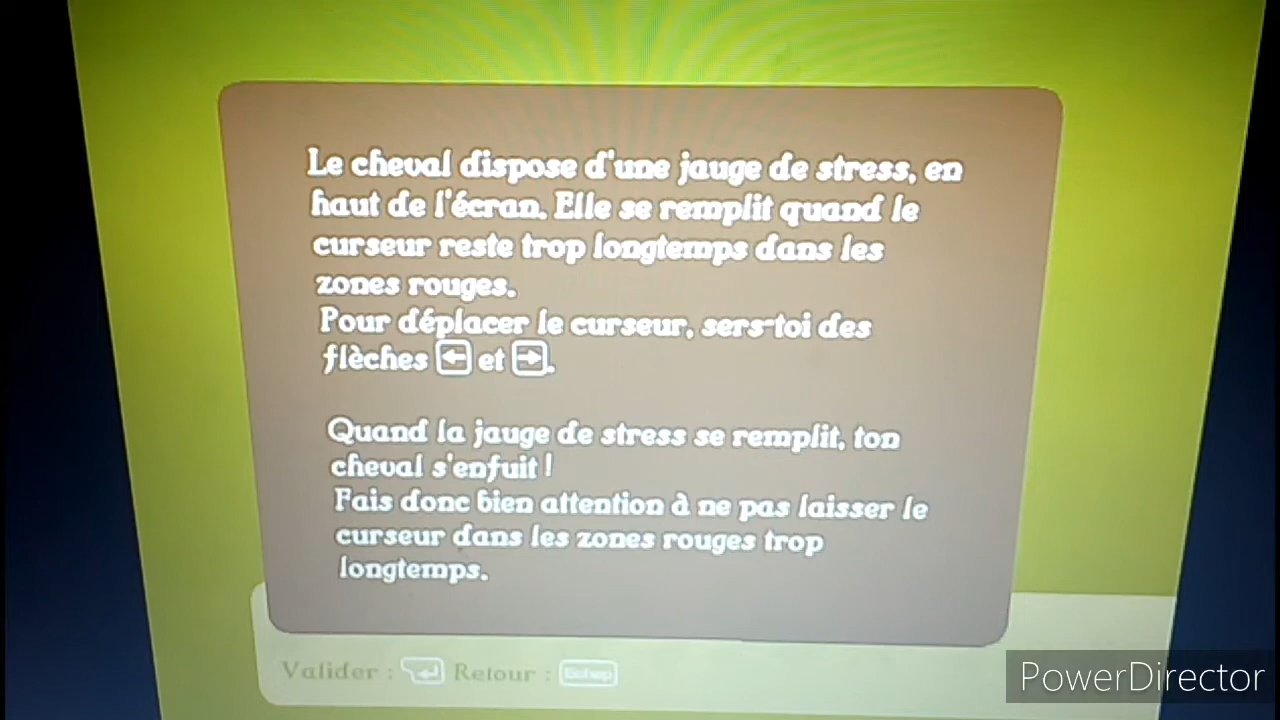 Le cheval dispose d'une jauge de stress, en
haut de l'écran. Elle se remplit quand le
curseur reste trop longtemps dans les
zones rouges.
Pour déplacer le curseur, sers-toi des
flèches ← et →.
Quand la jauge de stress se remplit, ton
cheval s'enfuit !
Fais donc bien attention à ne pas laisser le
curseur dans les zones rouges trop
longtemps.
Valider : Retour : Echap
PowerDirector